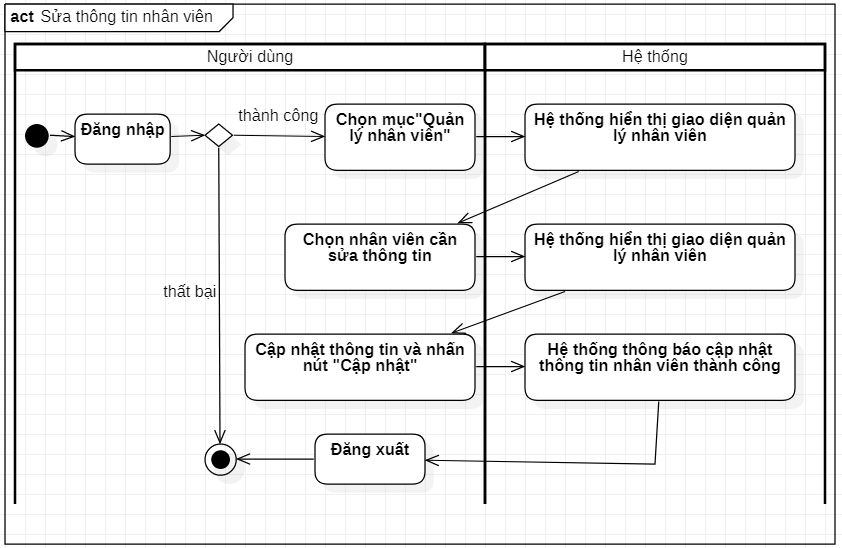 act Sửa thông tin nhân viên
Người dùng
Hệ thống
Đăng nhập
thành công
Chọn mục"Quản
lý nhân viên"
Hệ thống hiển thị giao diện quản
lý nhân viên
Chọn nhân viên cần
sửa thông tin
Hệ thống hiển thị giao diện quản
lý nhân viên
thất bại
Cập nhật thông tin và nhấn
nút "Cập nhật"
Hệ thống thông báo cập nhật
thông tin nhân viên thành công
Đăng xuất